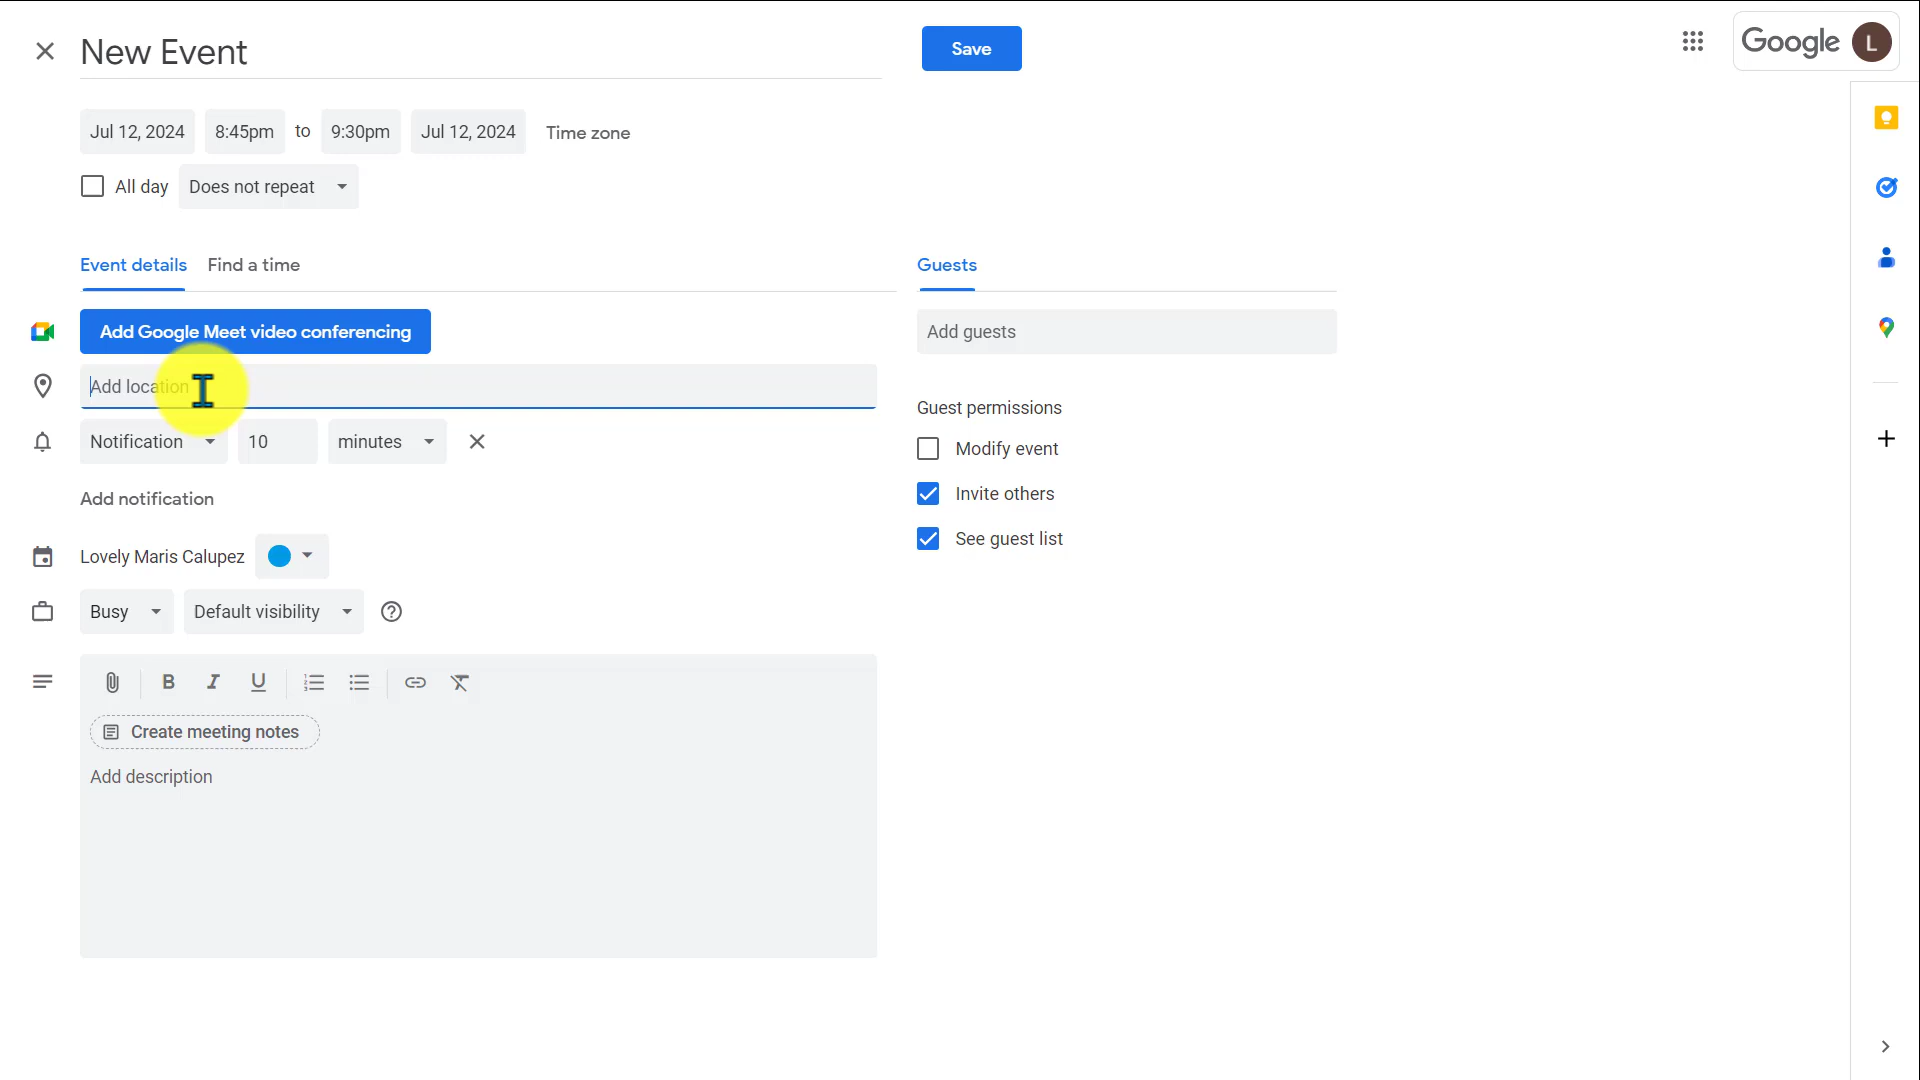 New Event
Save
Google
L
Jul 12, 2024 8:45pm to 9:30pm Jul 12, 2024 Time zone
All day Does not repeat
Event details Find a time
Guests
Add Google Meet video conferencing
Add guests
Add location
Guest permissions
Notification 10 minutes
Modify event
Invite others
Add notification
See guest list
Lovely Maris Calupez
Busy Default visibility
B I U
Create meeting notes
Add description